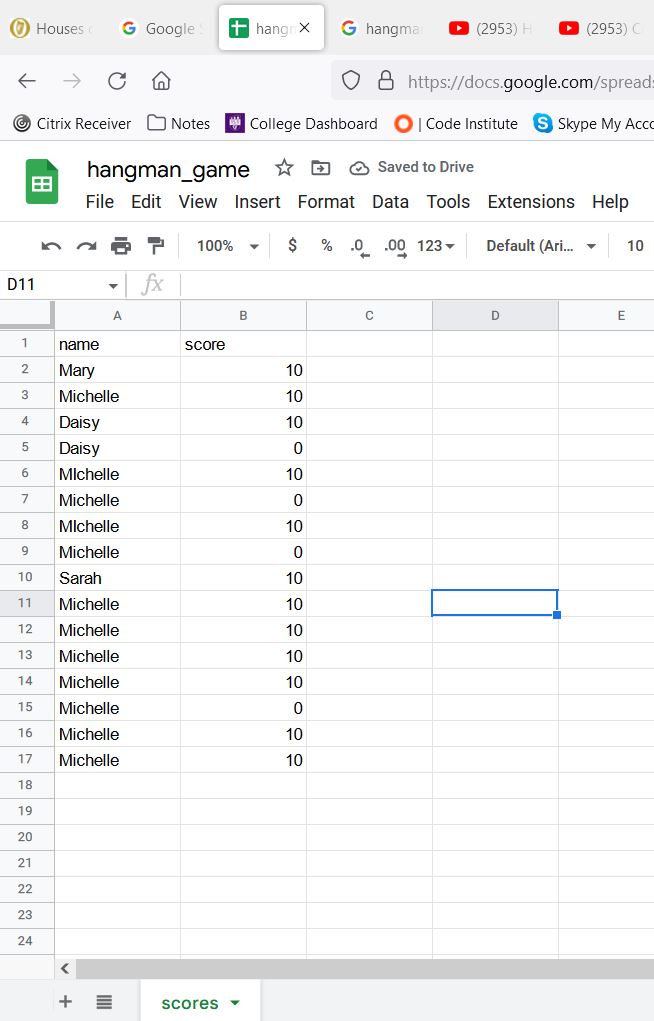 Houses
Google
hangm
hangma
(2953)
(2953)
https://docs.google.com/spread
Citrix Receiver Notes College Dashboard | Code Institute Skype My Acco
hangman_game Saved to Drive
File Edit View Insert Format Data Tools Extensions Help
100% $ % .0 .00 123 Default (Ari... 10
D11 fx
A B C D E
1 name score
2 Mary 10
3 Michelle 10
4 Daisy 10
5 Daisy 0
6 MIchelle 10
7 Michelle 0
8 MIchelle 10
9 Michelle 0
10 Sarah 10
11 Michelle 10
12 Michelle 10
13 Michelle 10
14 Michelle 10
15 Michelle 0
16 Michelle 10
17 Michelle 10
18
19
20
21
22
23
24
scores